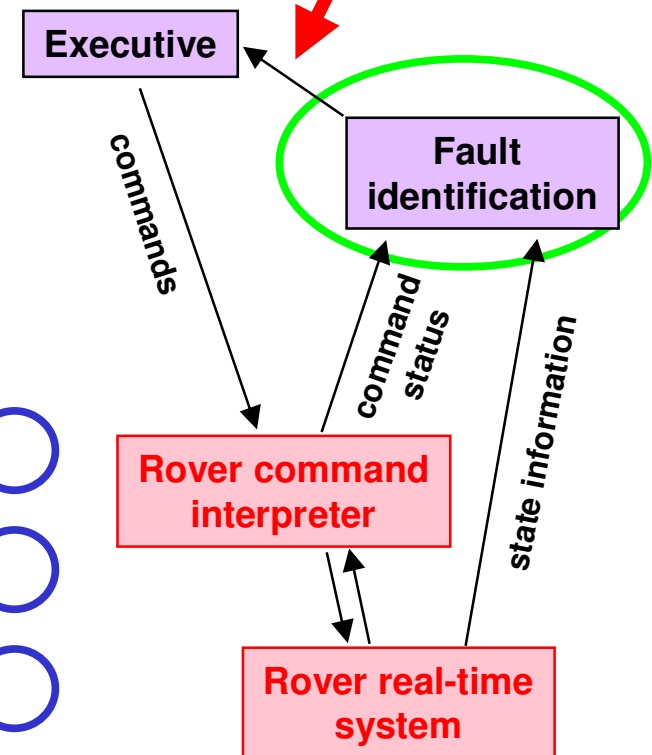 Executive
Fault
identification
commands
command
status
state information
Rover command
interpreter
Rover real-time
system